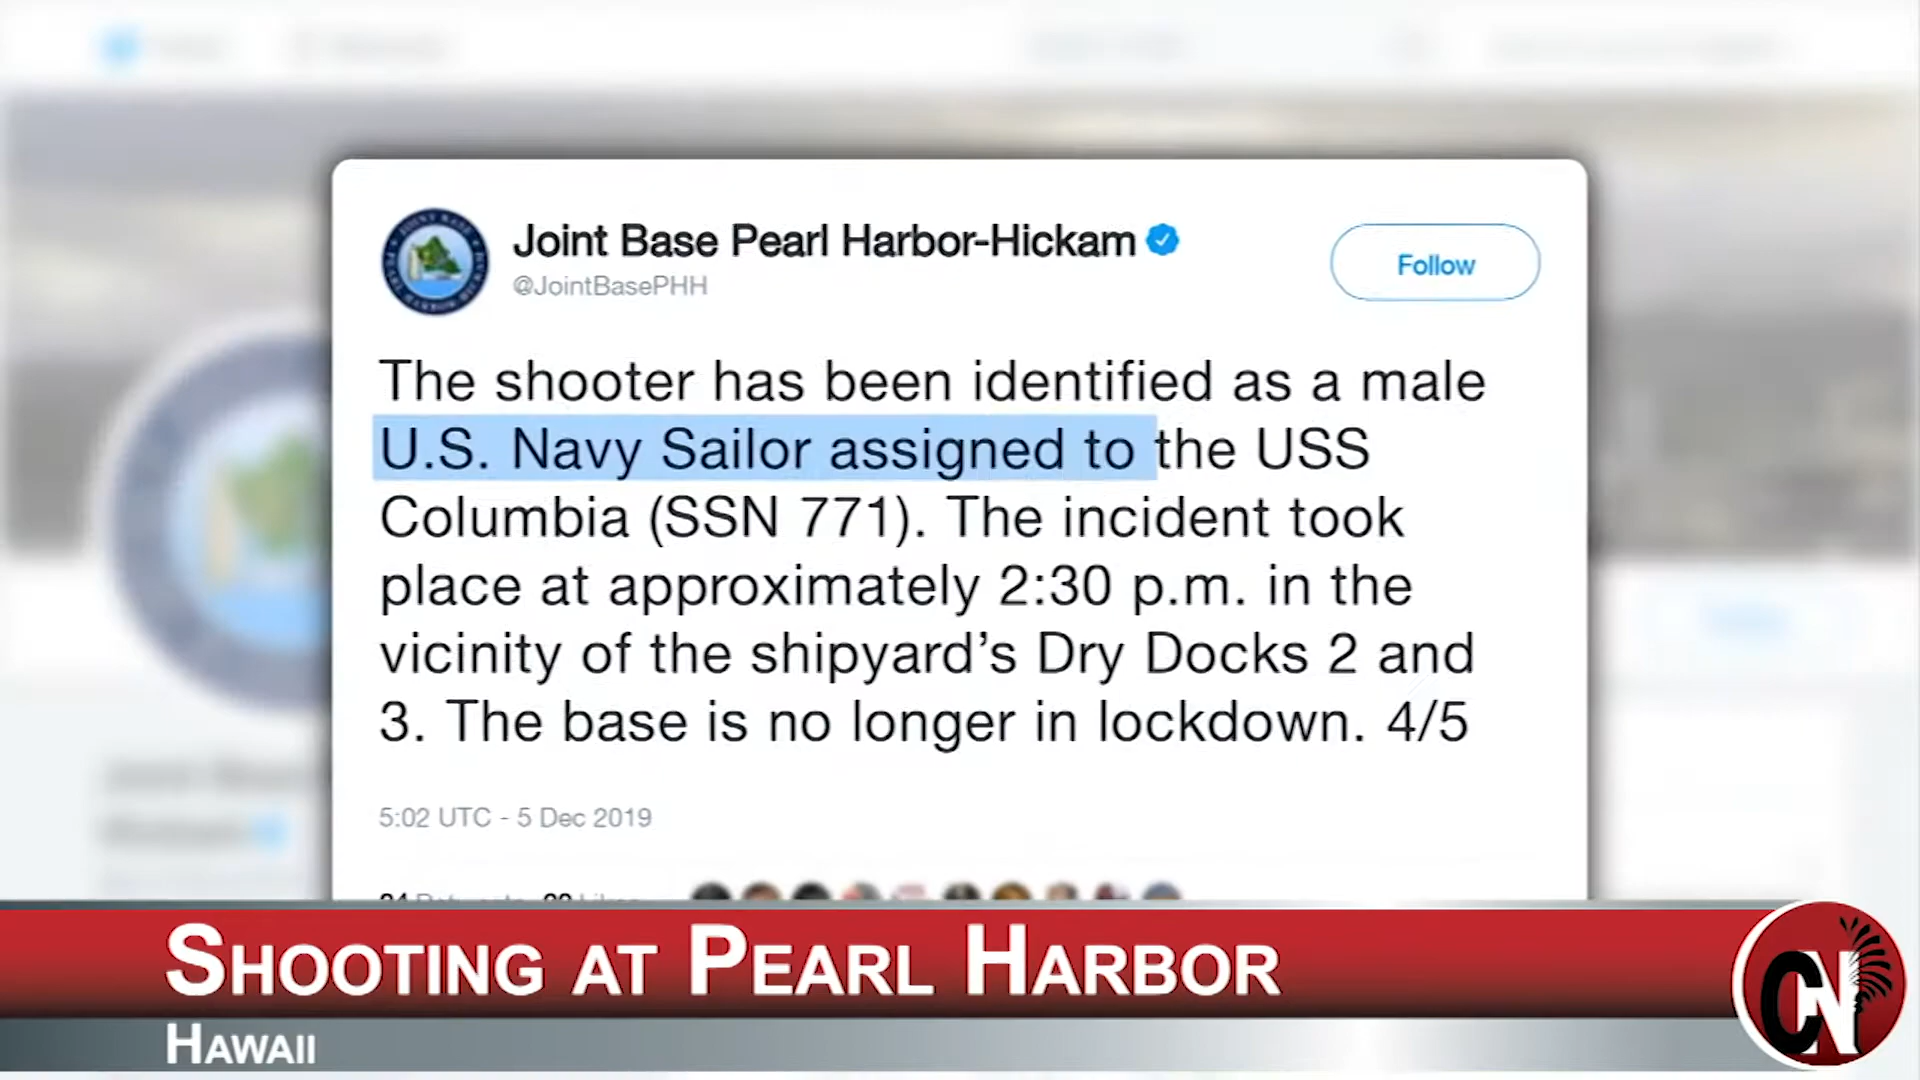 Joint Base Pearl Harbor-Hickam
@JointBasePHH
Follow
The shooter has been identified as a male
U.S. Navy Sailor assigned to the USS
Columbia (SSN 771). The incident took
place at approximately 2:30 p.m. in the
vicinity of the shipyard’s Dry Docks 2 and
3. The base is no longer in lockdown. 4/5
5:02 UTC - 5 Dec 2019
SHOOTING AT PEARL HARBOR
HAWAII
CN